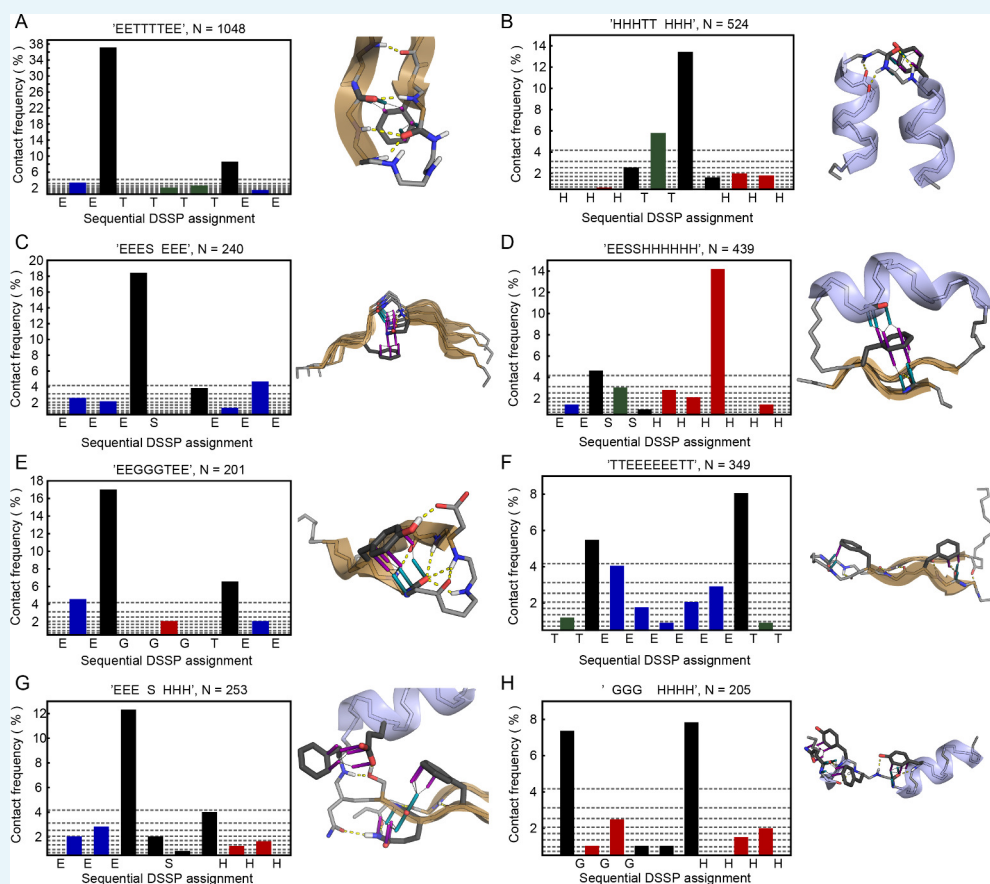 A
'EETTTTEE', N = 1048
Contact frequency ( % )
38
34
30
26
22
18
14
10
6
2
E E T T T T E E
Sequential DSSP assignment
B
'HHHTT HHH', N = 524
Contact frequency ( % )
14
12
10
8
6
4
2
H H H T T H H H
Sequential DSSP assignment
C
'EEES EEE', N = 240
Contact frequency ( % )
20
18
16
14
12
10
8
6
4
2
E E E S E E E
Sequential DSSP assignment
D
'EESSHHHHHH', N = 439
Contact frequency ( % )
14
12
10
8
6
4
2
E E S S H H H H H H
Sequential DSSP assignment
E
'EEGGGTEE', N = 201
Contact frequency ( % )
18
16
14
12
10
8
6
4
2
E E G G G T E E
Sequential DSSP assignment
F
'TTEEEEEETT', N = 349
Contact frequency ( % )
8
6
4
2
T T E E E E E E T T
Sequential DSSP assignment
G
'EEE S HHH', N = 253
Contact frequency ( % )
12
10
8
6
4
2
E E E S H H H
Sequential DSSP assignment
H
' GGG HHHH', N = 205
Contact frequency ( % )
8
6
4
2
G G G H H H H
Sequential DSSP assignment